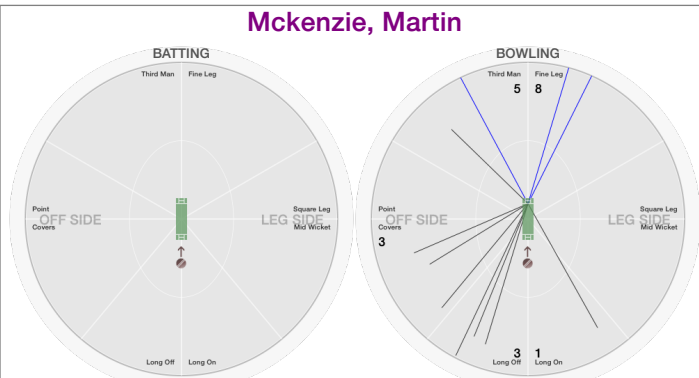 Mckenzie, Martin
BATTING
Third Man Fine Leg
Point Square Leg
OFF SIDE LEG SIDE
Covers Mid Wicket
Long Off Long On
BOWLING
Third Man Fine Leg
5 8
Point Square Leg
OFF SIDE LEG SIDE
Covers Mid Wicket
3
3 1
Long Off Long On